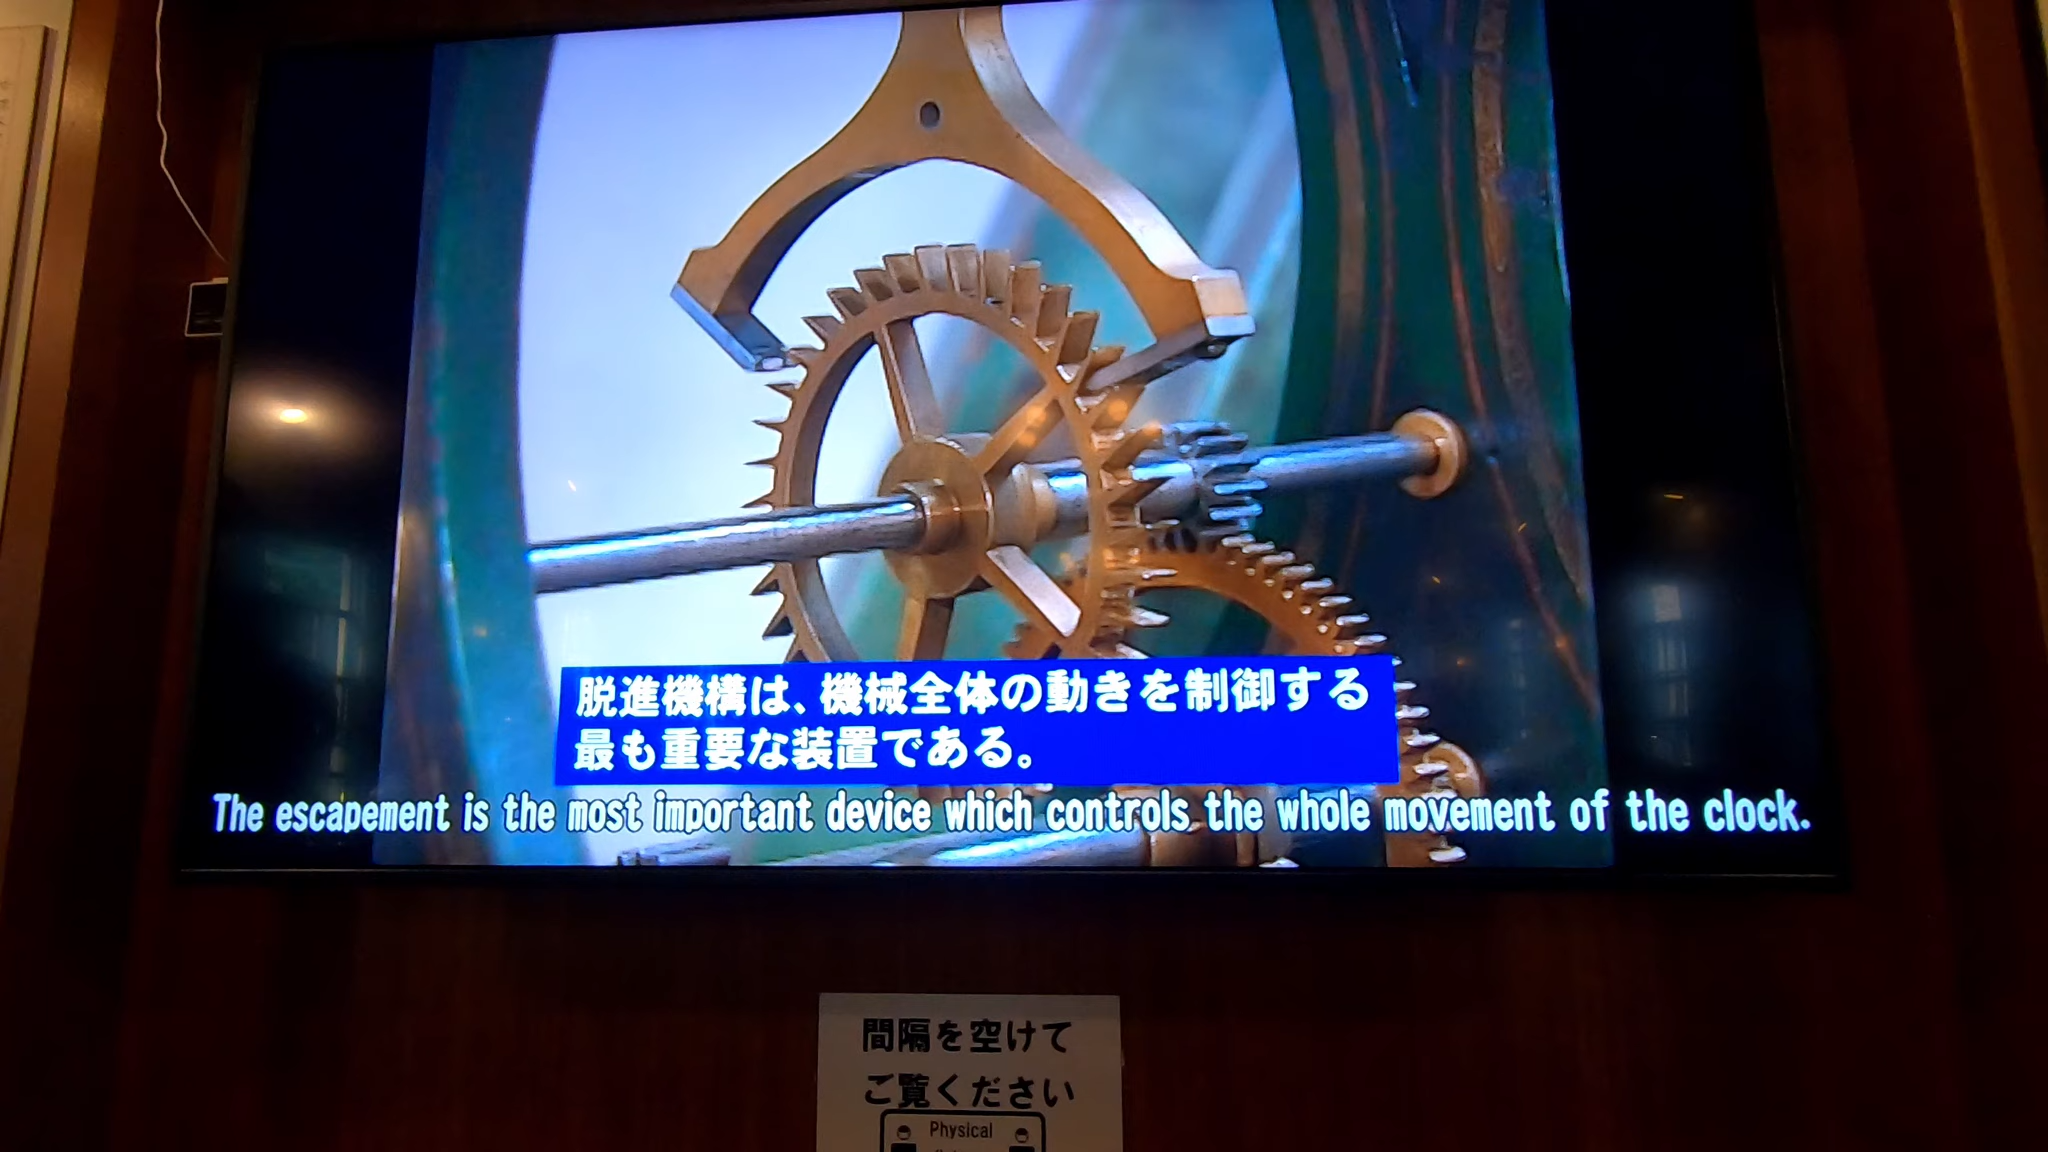 脱進機構は、機械全体の動きを制御する
最も重要な装置である。
The escapement is the most important device which controls the whole movement of the clock.
間隔を空けて
ご覧ください
Physical